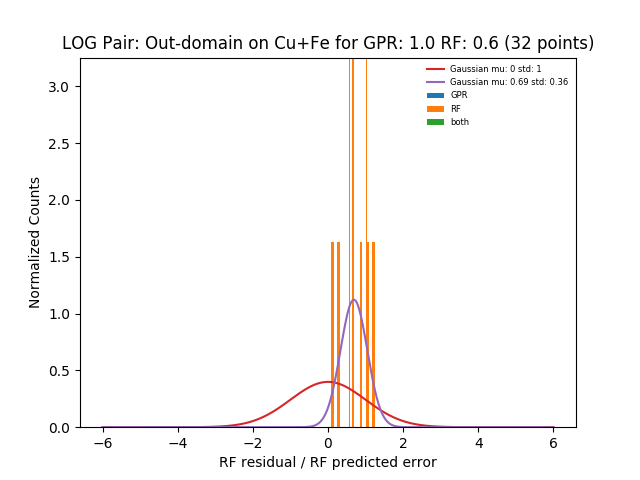 LOG Pair: Out-domain on Cu+Fe for GPR: 1.0 RF: 0.6 (32 points)
Gaussian mu: 0 std: 1
Gaussian mu: 0.69 std: 0.36
GPR
RF
both
Normalized Counts
3.0
2.5
2.0
1.5
1.0
0.5
0.0
−6 −4 −2 0 2 4 6
RF residual / RF predicted error